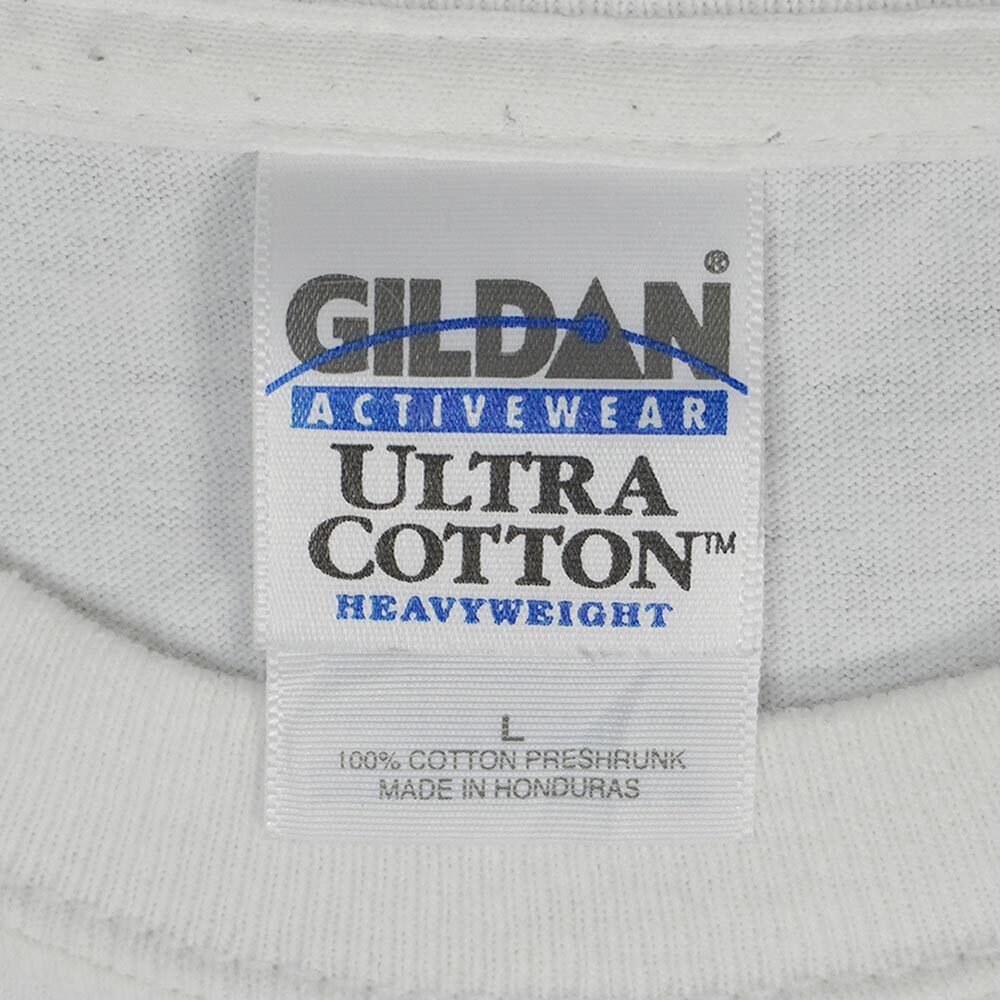 GILDAN®
ACTIVEWEAR
ULTRA
COTTON™
HEAVYWEIGHT
L
100% COTTON PRESHRUNK
MADE IN HONDURAS